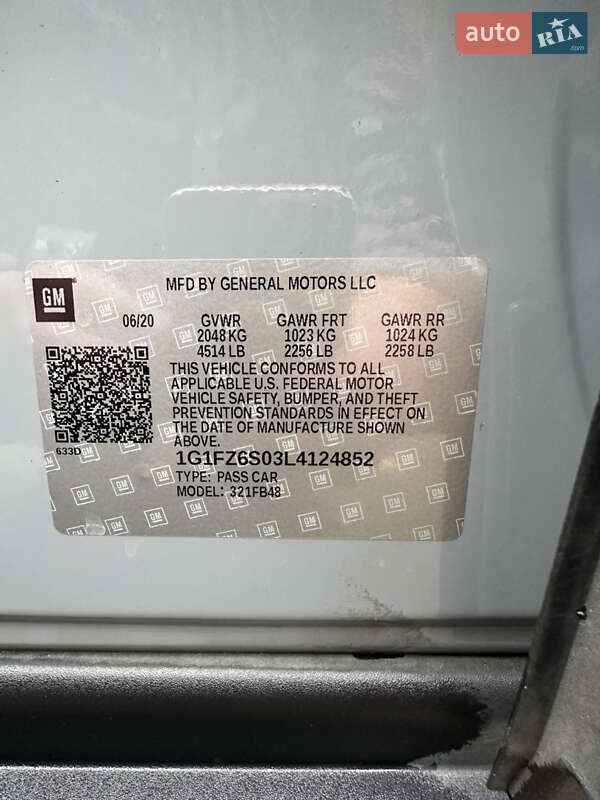 auto RIA.com
GM
MFD BY GENERAL MOTORS LLC
06/20 GVWR GAWR FRT GAWR RR
2048 KG 1023 KG 1024 KG
4514 LB 2256 LB 2258 LB
THIS VEHICLE CONFORMS TO ALL
APPLICABLE U.S. FEDERAL MOTOR
VEHICLE SAFETY, BUMPER, AND THEFT
PREVENTION STANDARDS IN EFFECT ON
THE DATE OF MANUFACTURE SHOWN
ABOVE.
633D
1G1FZ6S03L4124852
TYPE: PASS CAR
MODEL: 321FB48